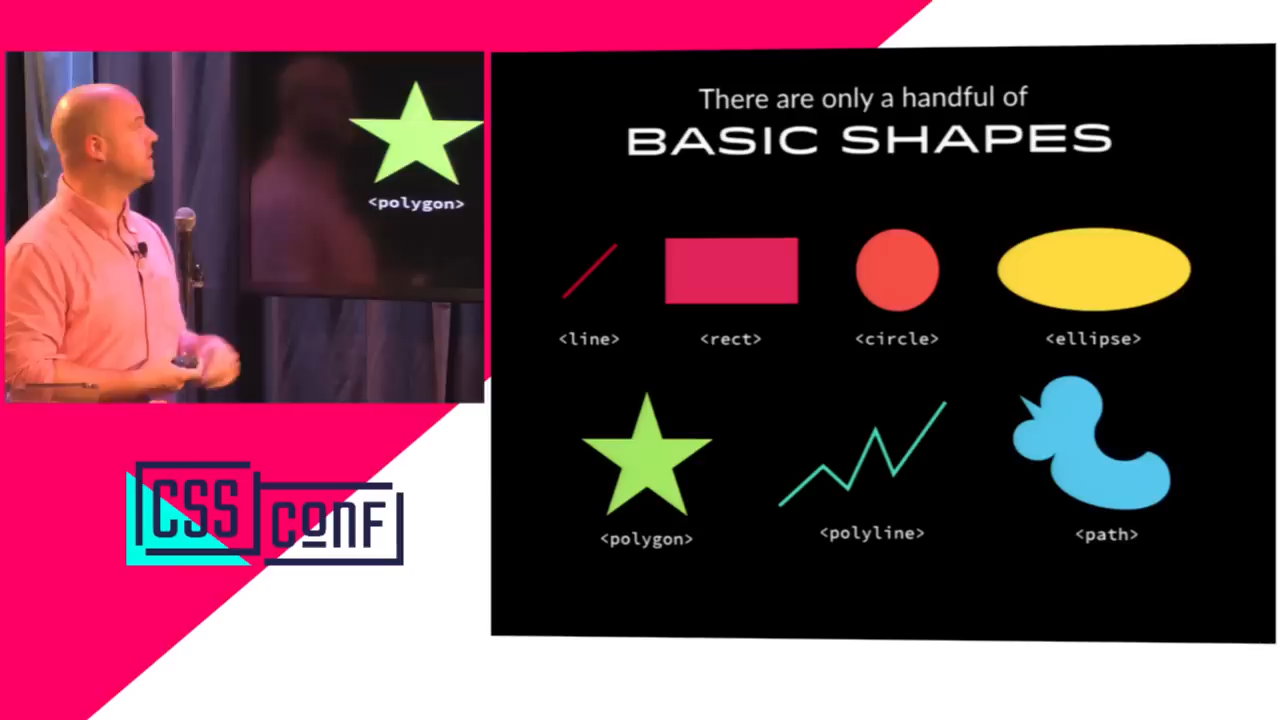 <polygon>
There are only a handful of
BASIC SHAPES
<line> <rect> <circle> <ellipse>
<polygon> <polyline> <path>
CSS
conf